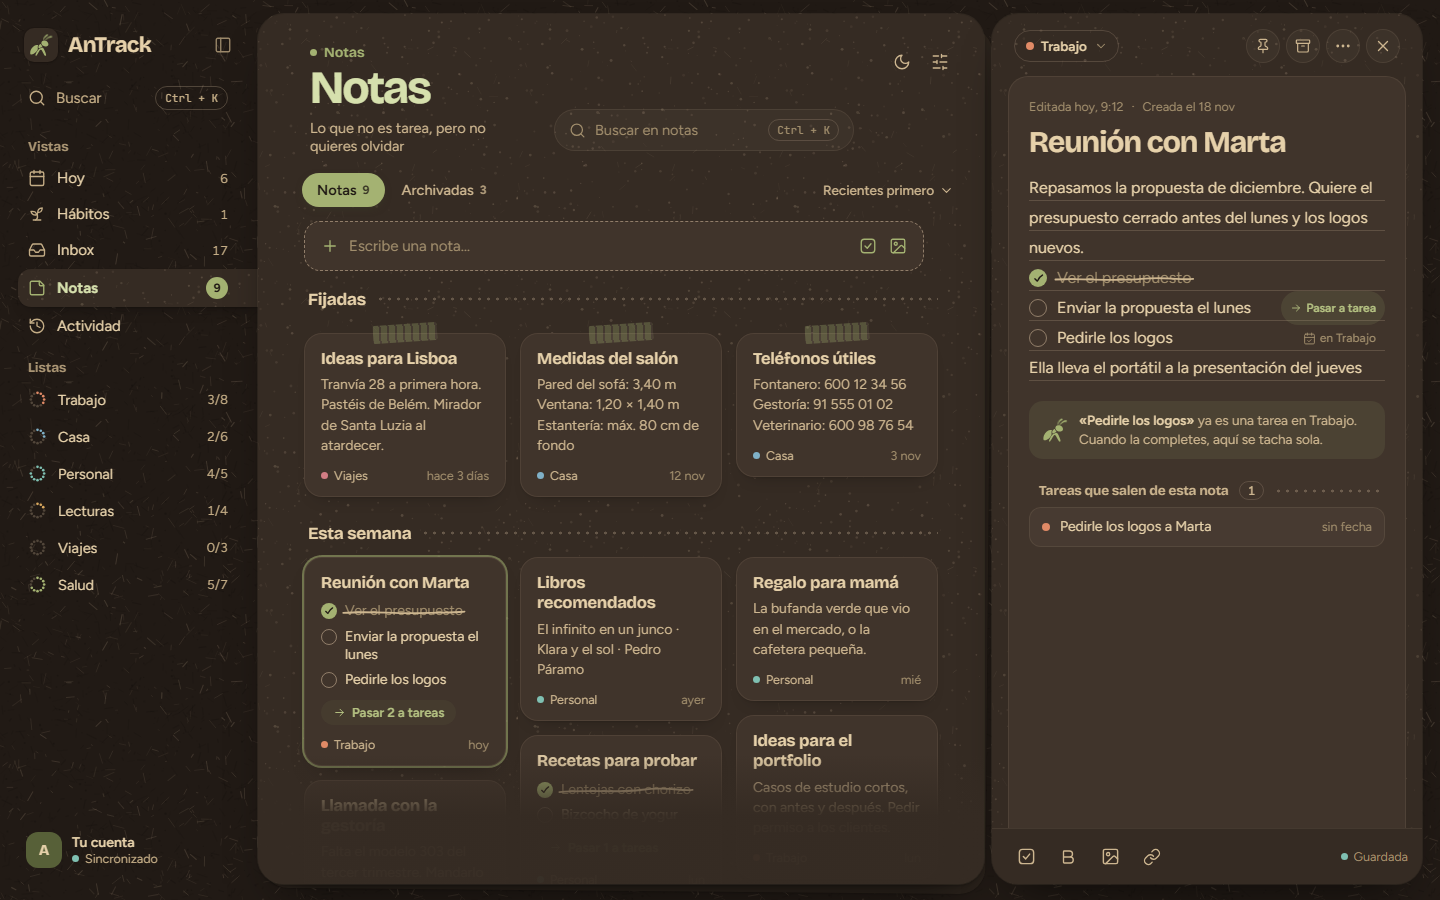 AnTrack
Buscar
Ctrl + K
Vistas
Hoy 6
Hábitos 1
Inbox 17
Notas 9
Actividad
Listas
Trabajo 3/8
Casa 2/6
Personal 4/5
Lecturas 1/4
Viajes 0/3
Salud 5/7
A
Tu cuenta
Sincronizado
Notas
Notas
Lo que no es tarea, pero no
quieres olvidar
Buscar en notas
Ctrl + K
Notas 9
Archivadas 3
Recientes primero
Escribe una nota...
Fijadas
Ideas para Lisboa
Tranvía 28 a primera hora.
Pastéis de Belém. Mirador
de Santa Luzia al
atardecer.
Viajes
hace 3 días
Medidas del salón
Pared del sofá: 3,40 m
Ventana: 1,20 × 1,40 m
Estantería: máx. 80 cm de
fondo
Casa
12 nov
Teléfonos útiles
Fontanero: 600 12 34 56
Gestoría: 91 555 01 02
Veterinario: 600 98 76 54
Casa
3 nov
Esta semana
Reunión con Marta
Ver el presupuesto
Enviar la propuesta el
lunes
Pedirle los logos
→ Pasar 2 a tareas
Trabajo
hoy
Libros
recomendados
El infinito en un junco ·
Klara y el sol · Pedro
Páramo
Personal
ayer
Regalo para mamá
La bufanda verde que vio
en el mercado, o la
cafetera pequeña.
Personal
mié
Llamada con la
gestoría
Recetas para probar
Lentejas con chorizo
Bizcocho de yogur
Ideas para el
portfolio
Casos de estudio cortos,
con antes y después. Pedir
Trabajo
Editada hoy, 9:12 · Creada el 18 nov
Reunión con Marta
Repasamos la propuesta de diciembre. Quiere el
presupuesto cerrado antes del lunes y los logos
nuevos.
Ver el presupuesto
Enviar la propuesta el lunes
→ Pasar a tarea
Pedirle los logos
en Trabajo
Ella lleva el portátil a la presentación del jueves
«Pedirle los logos» ya es una tarea en Trabajo.
Cuando la completes, aquí se tacha sola.
Tareas que salen de esta nota 1
Pedirle los logos a Marta
sin fecha
B
Guardada